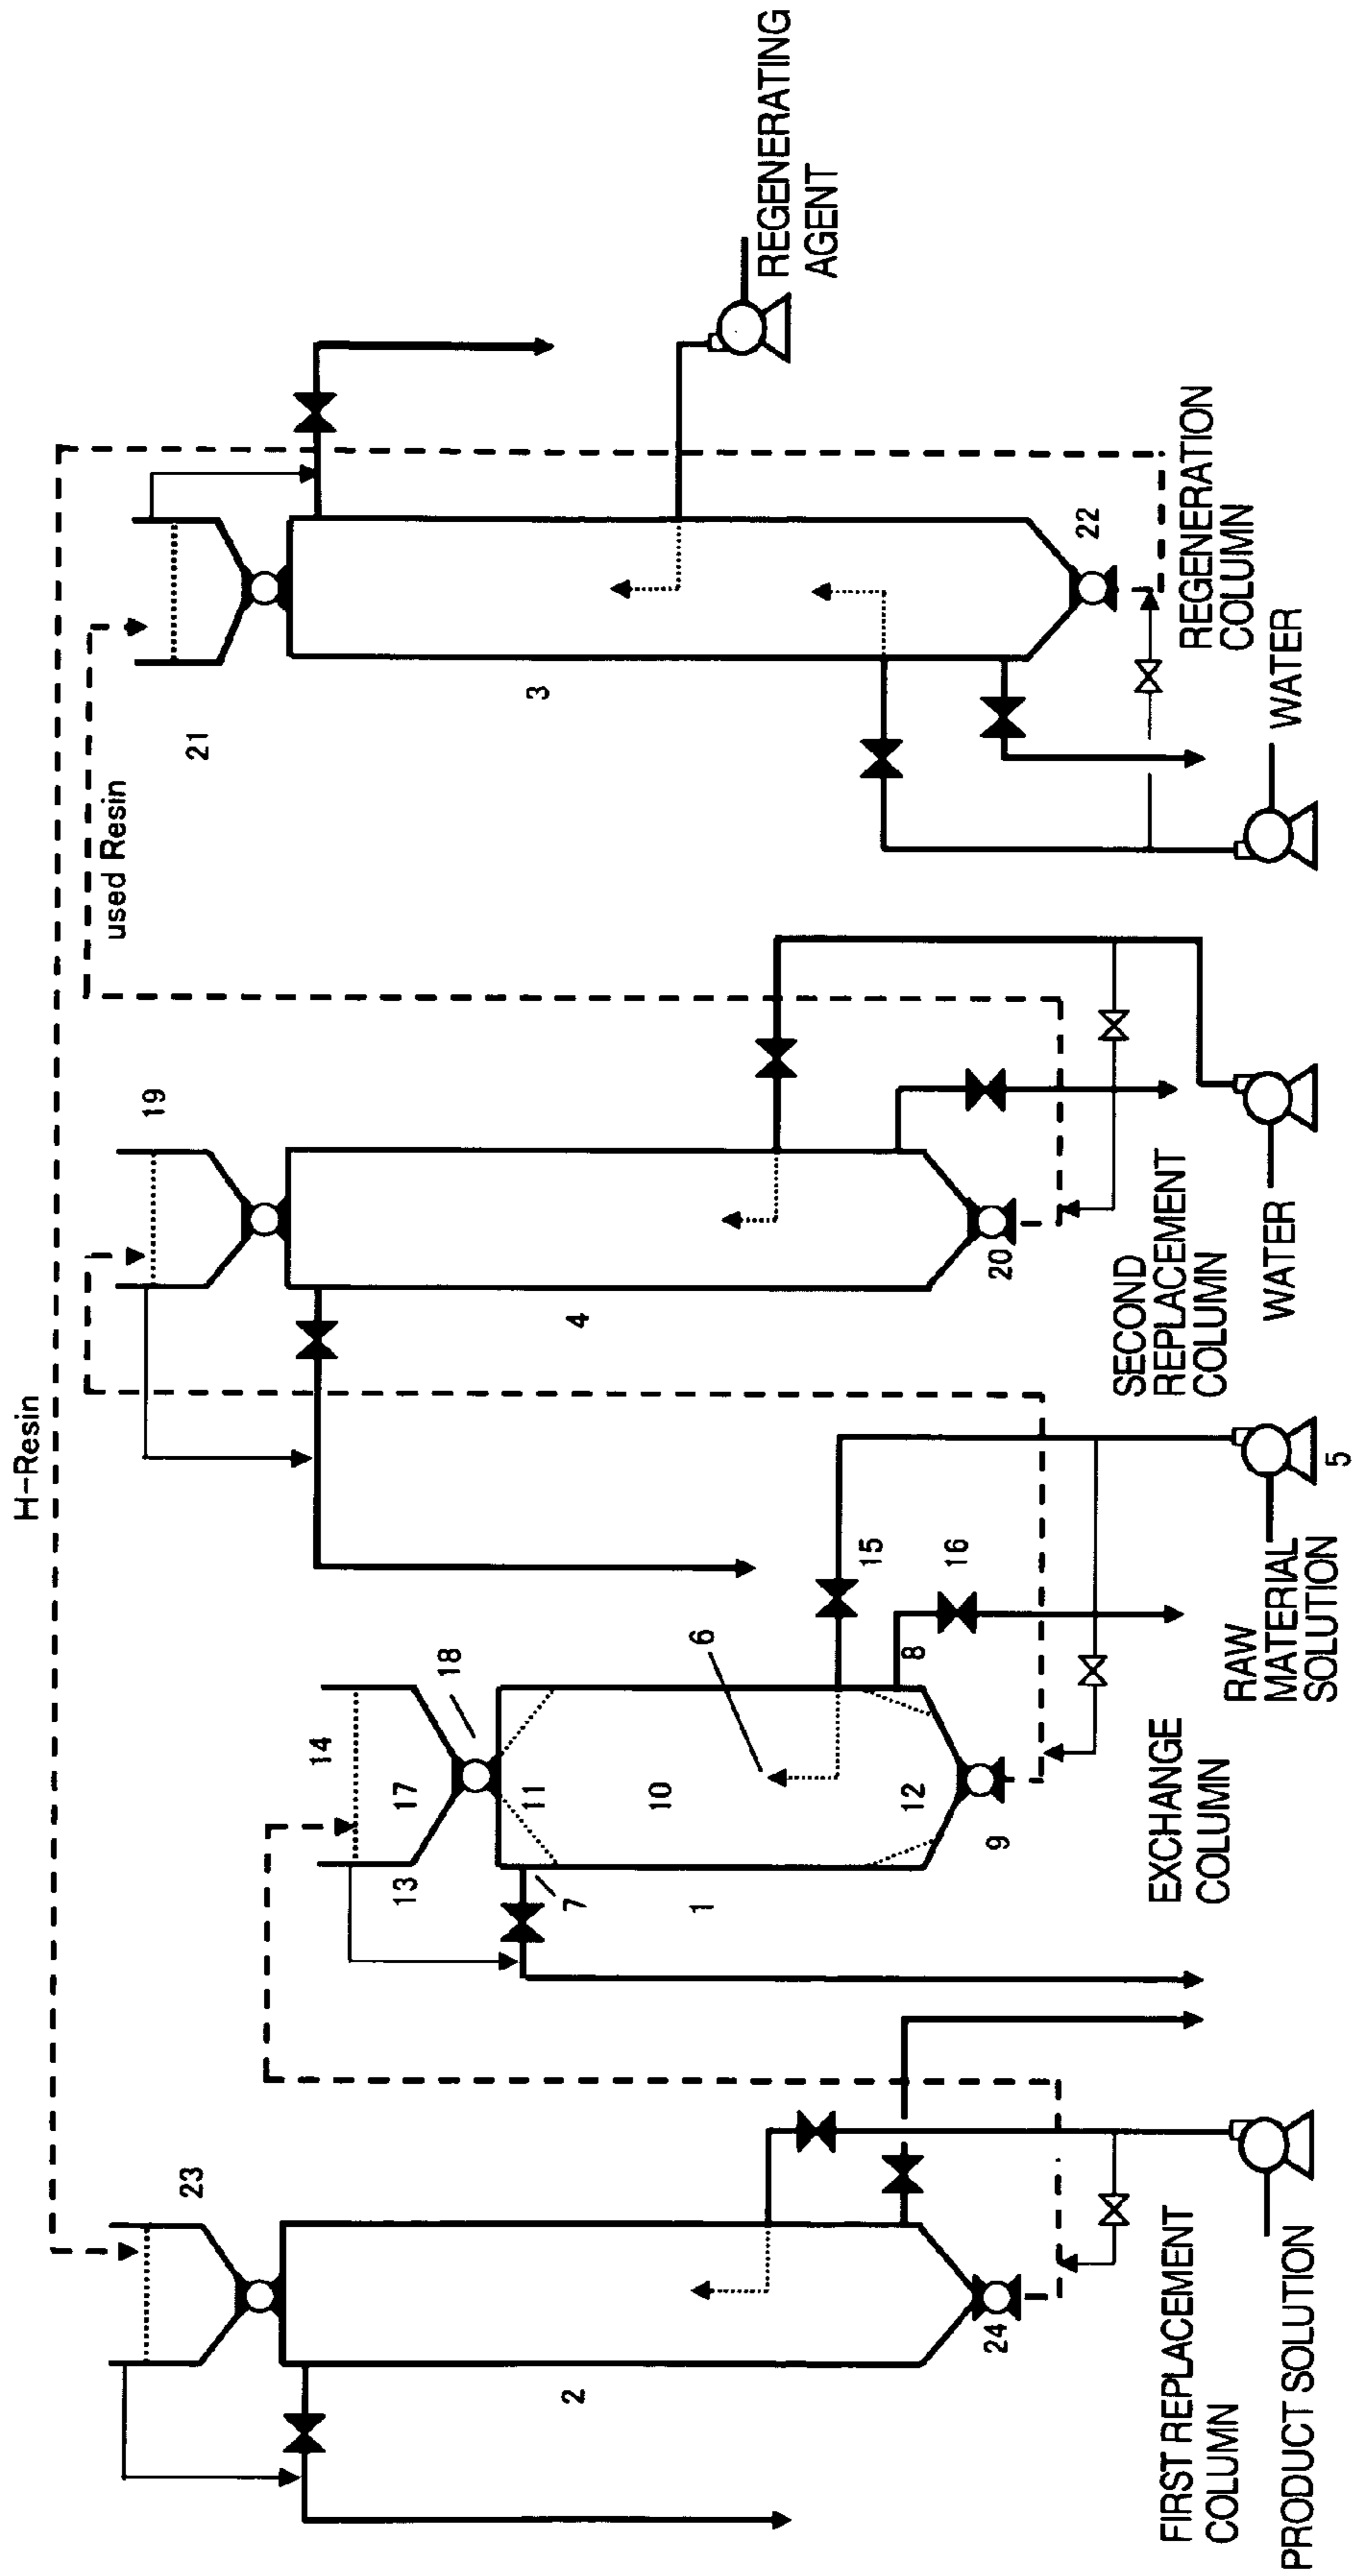 H-Resin
used Resin
23
2
24
FIRST REPLACEMENT
COLUMN
PRODUCT SOLUTION
14
13
17
18
11
7
1
10
6
12
9
8
15
16
EXCHANGE
COLUMN
RAW
MATERIAL
SOLUTION
5
19
4
20
SECOND
REPLACEMENT
COLUMN
WATER
21
3
22
REGENERATION
COLUMN
WATER
REGENERATING
AGENT